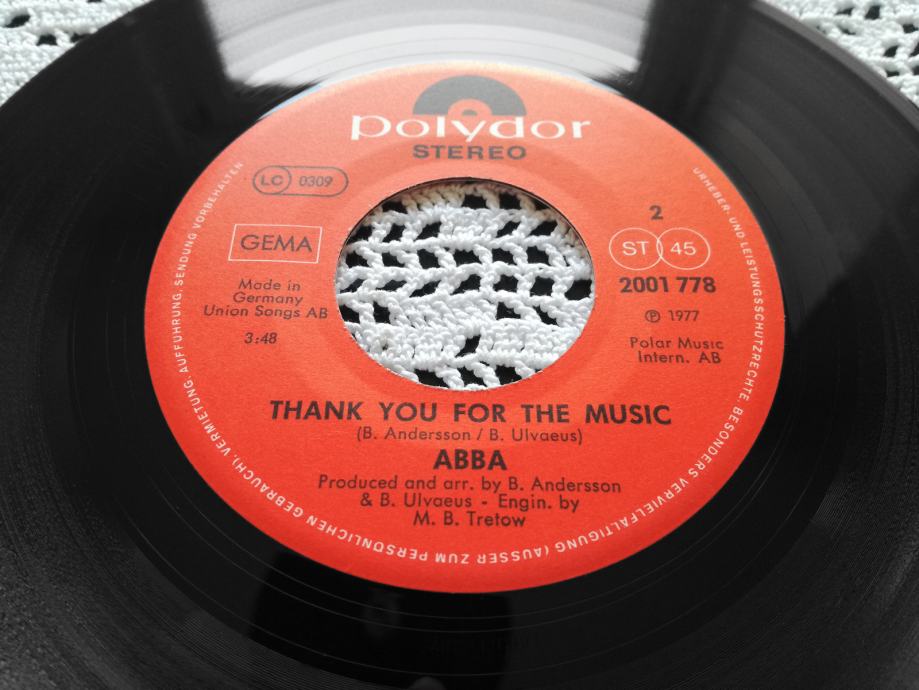 polydor
STEREO
LC 0309
GEMA
Made in
Germany
Union Songs AB
3:48
2
ST 45
2001 778
℗ 1977
Polar Music
Intern. AB
THANK YOU FOR THE MUSIC
(B. Andersson / B. Ulvaeus)
ABBA
Produced and arr. by B. Andersson
& B. Ulvaeus - Engin. by
M. B. Tretow
URHEBER- UND LEISTUNGSSCHUTZRECHTE. BESONDERS VERVIELFÄLTIGUNG (AUSSER ZUM PERSÖNLICHEN GEBRAUCH), VERMIETUNG, AUFFÜHRUNG, SENDUNG VORBEHALTEN